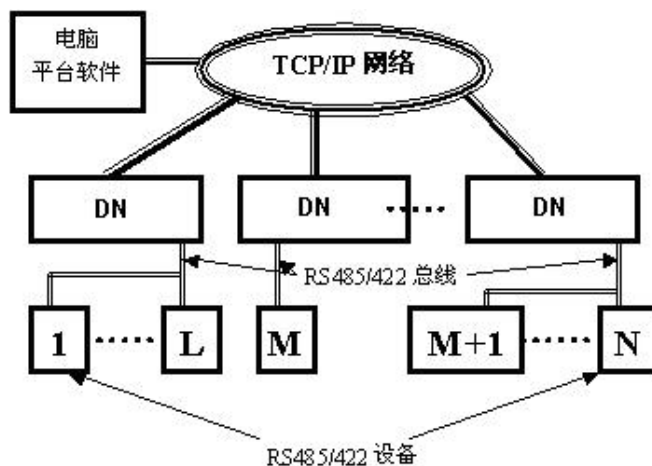 电脑
平台软件
TCP/IP 网络
DN
DN
DN
RS485/422 总线
1
L
M
M+1
N
RS485/422 设备